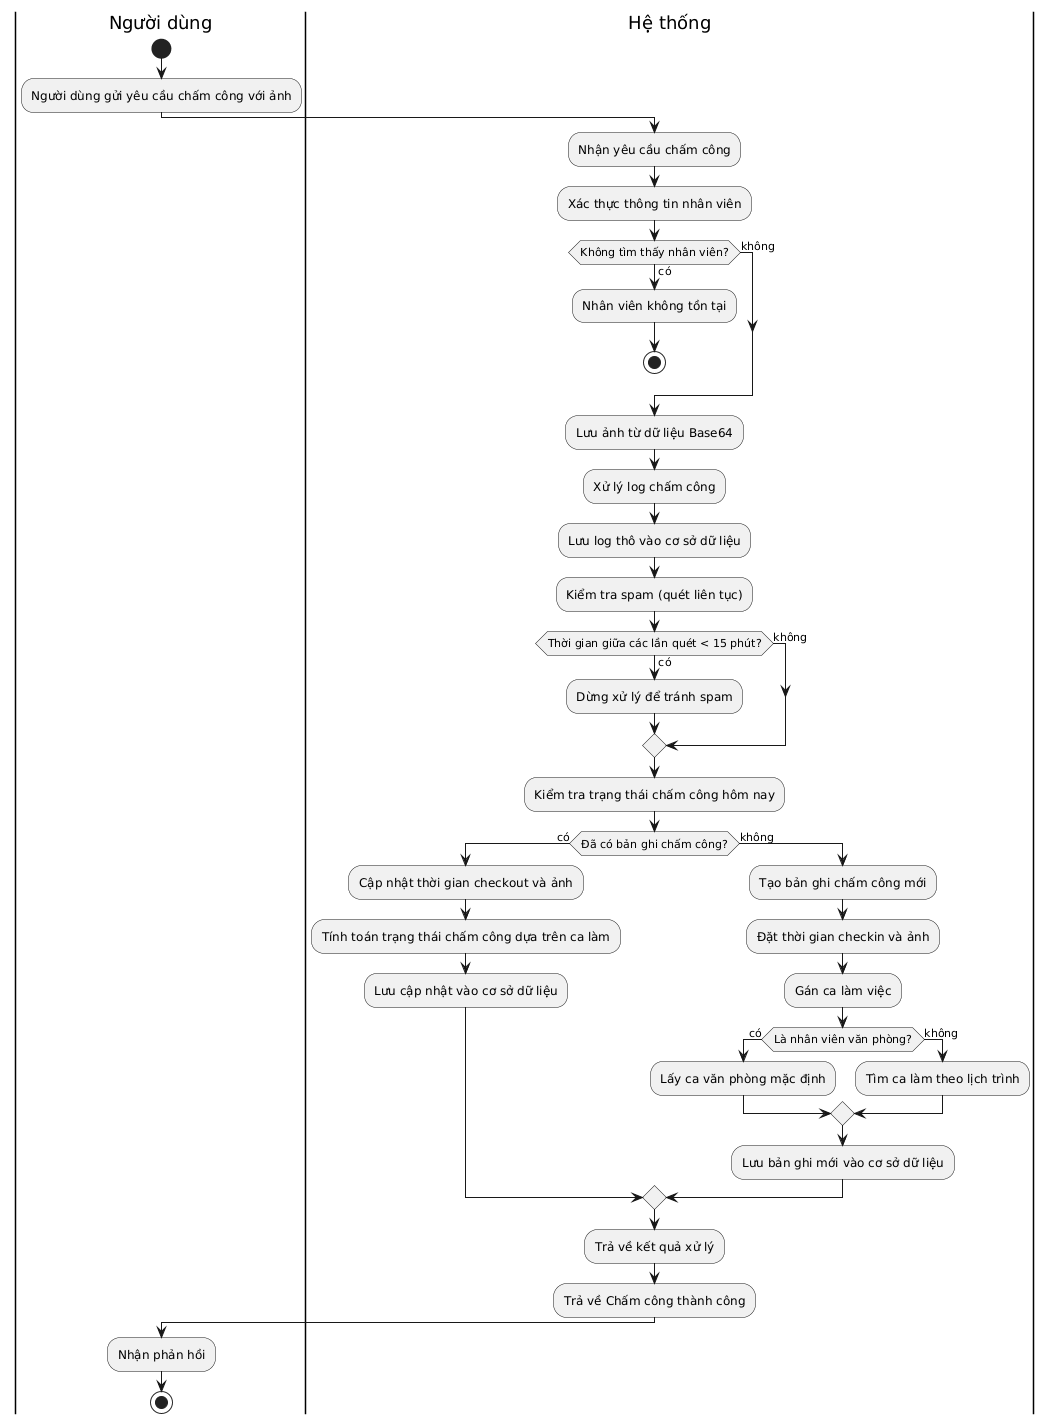 Người dùng
Hệ thống
Người dùng gửi yêu cầu chấm công với ảnh
Nhận yêu cầu chấm công
Xác thực thông tin nhân viên
Không tìm thấy nhân viên?
không
có
Nhân viên không tồn tại
Lưu ảnh từ dữ liệu Base64
Xử lý log chấm công
Lưu log thô vào cơ sở dữ liệu
Kiểm tra spam (quét liên tục)
Thời gian giữa các lần quét < 15 phút?
không
có
Dừng xử lý để tránh spam
Kiểm tra trạng thái chấm công hôm nay
có
Đã có bản ghi chấm công?
không
Cập nhật thời gian checkout và ảnh
Tạo bản ghi chấm công mới
Tính toán trạng thái chấm công dựa trên ca làm
Đặt thời gian checkin và ảnh
Lưu cập nhật vào cơ sở dữ liệu
Gán ca làm việc
có
Là nhân viên văn phòng?
không
Lấy ca văn phòng mặc định
Tìm ca làm theo lịch trình
Lưu bản ghi mới vào cơ sở dữ liệu
Trả về kết quả xử lý
Trả về Chấm công thành công
Nhận phản hồi